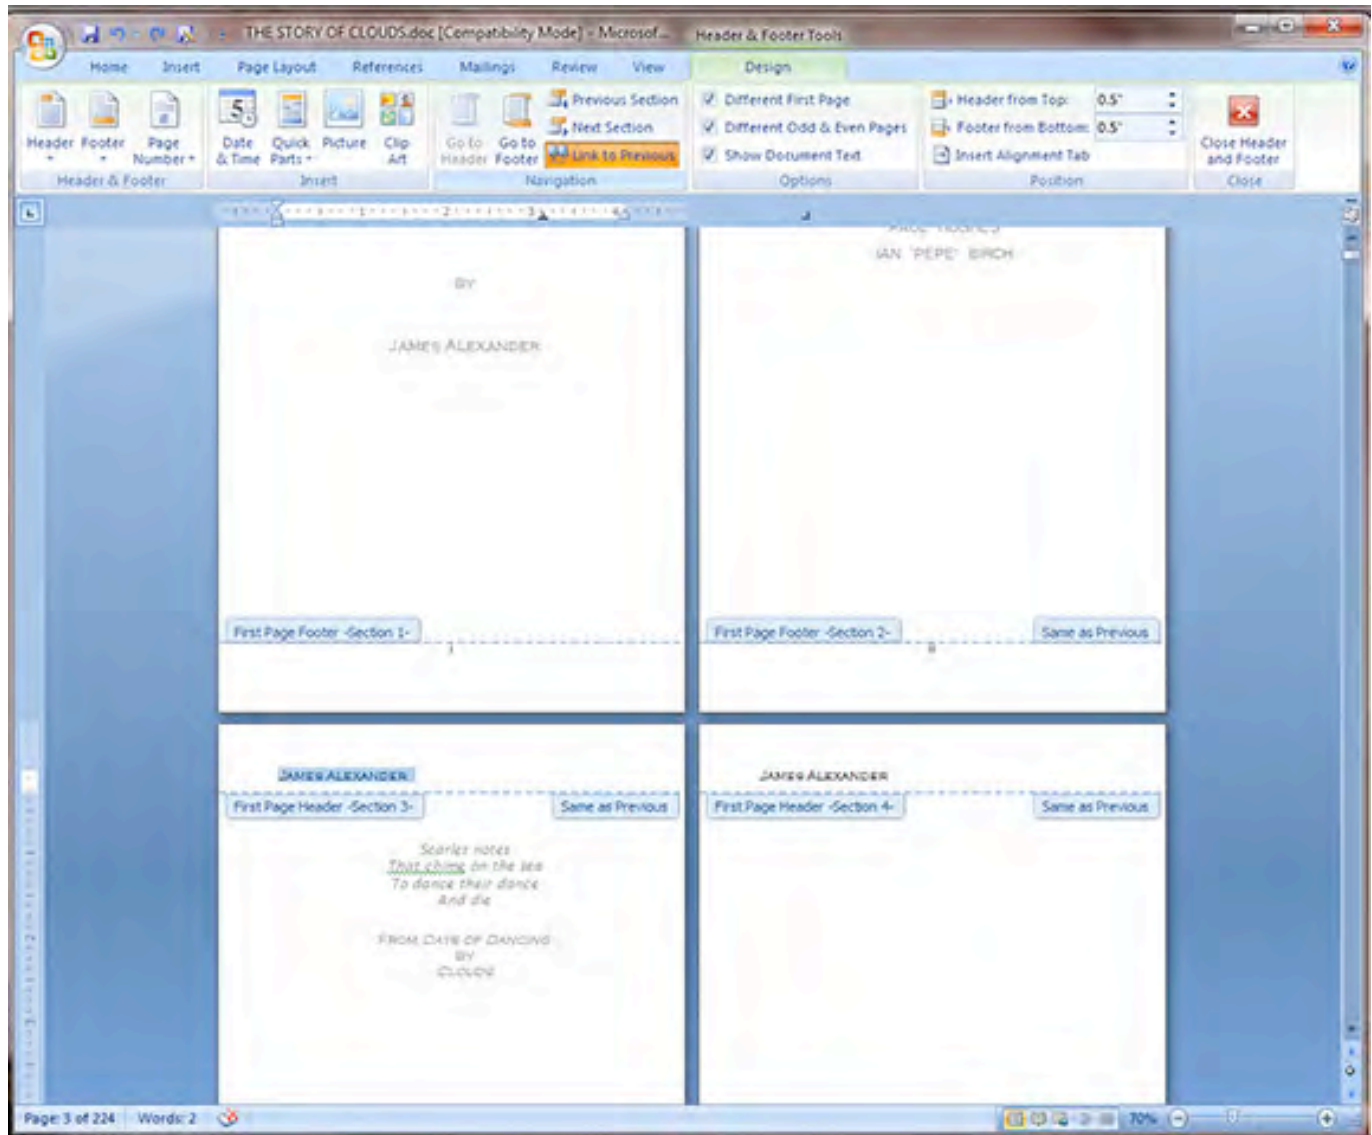 THE STORY OF CLOUDS.doc [Compatibility Mode] - Microsof... Header & Footer Tools
Home Insert Page Layout References Mailings Review View Design
Header Footer Page Number
Header & Footer
Date & Time Quick Parts Picture Clip Art
Insert
Go to Header Go to Footer
Previous Section
Next Section
Link to Previous
Navigation
Different First Page
Different Odd & Even Pages
Show Document Text
Options
Header from Top: 0.5"
Footer from Bottom: 0.5"
Insert Alignment Tab
Position
Close Header and Footer
Close
BY
JAMES ALEXANDER
PAUL HUGHES
IAN 'PEPE' BIRCH
First Page Footer -Section 1-
First Page Footer -Section 2- Same as Previous
JAMES ALEXANDER
First Page Header -Section 3- Same as Previous
Scarlet notes
That chime on the sea
To dance their dance
And die
FROM DAYS OF DANCING
BY
CLOUDS
JAMES ALEXANDER
First Page Header -Section 4- Same as Previous
Page: 3 of 224 Words: 2 70%